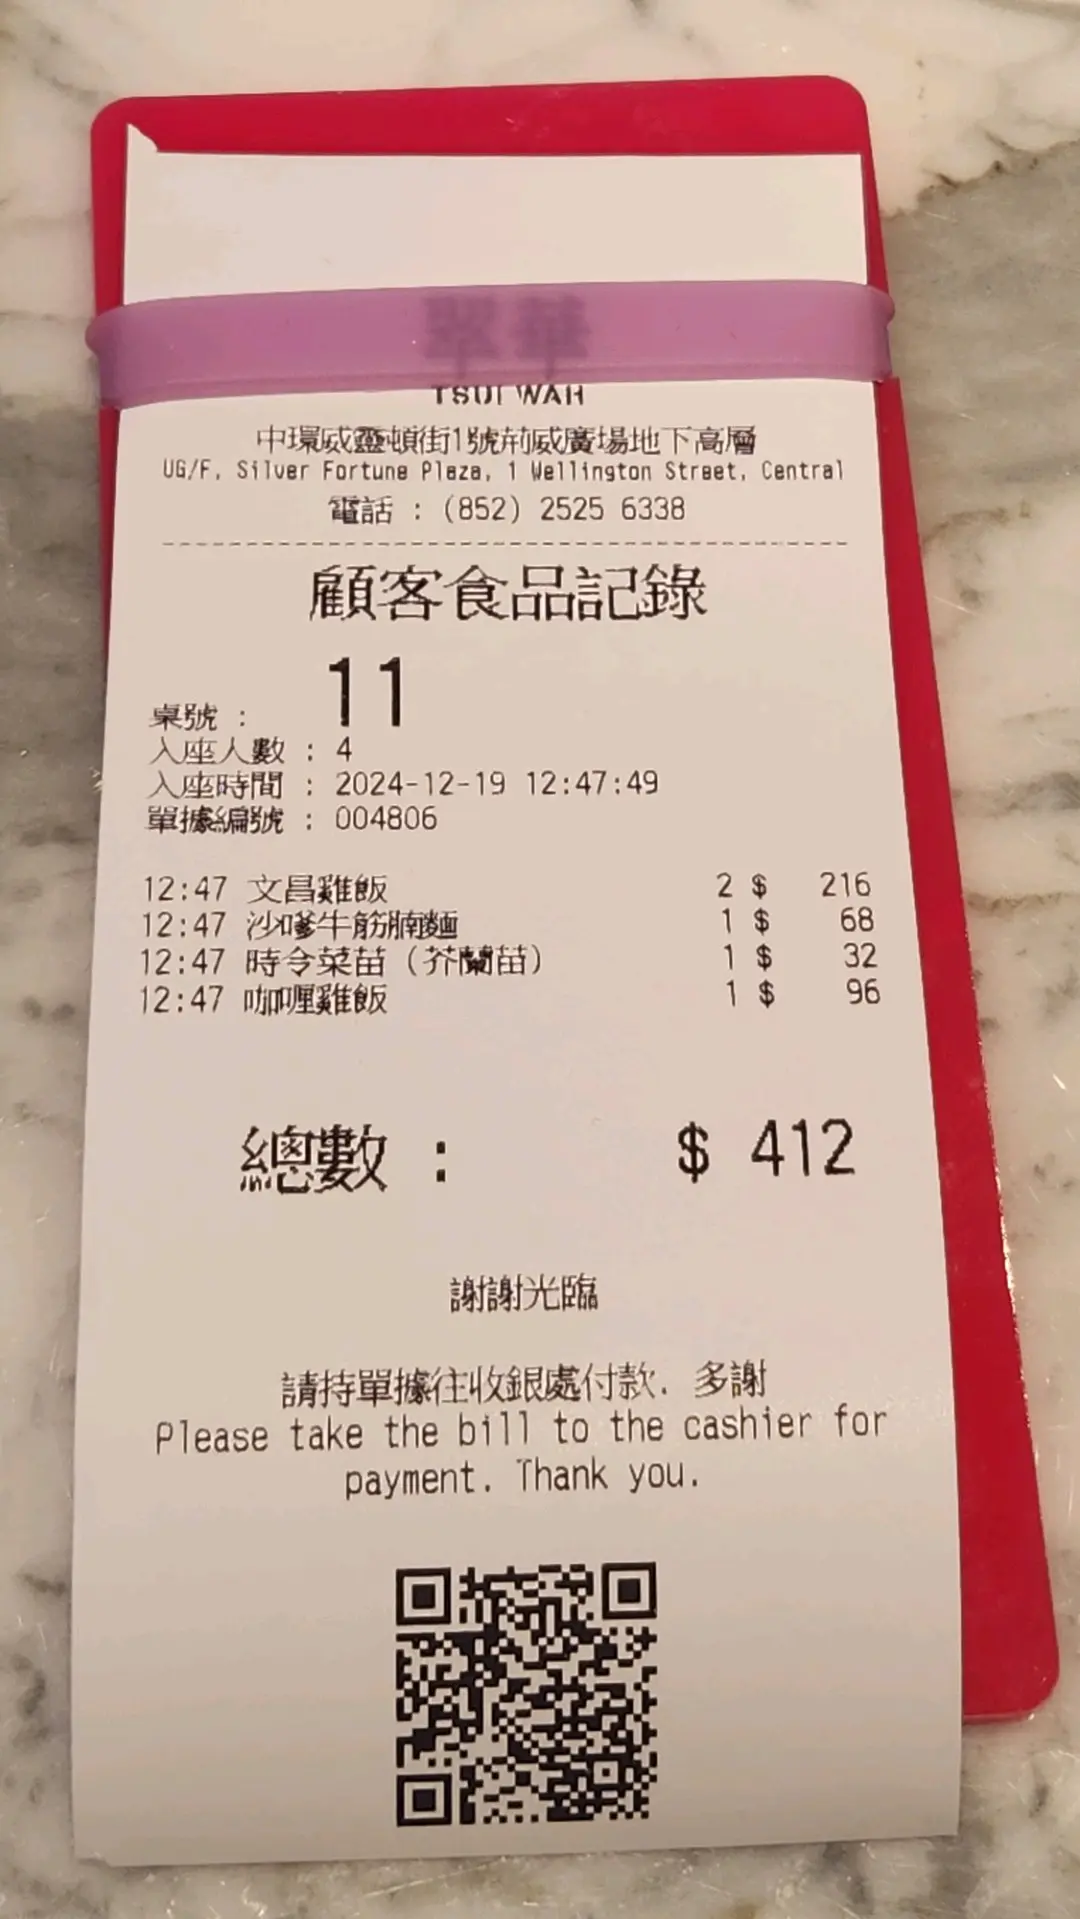 翠華
TSUI WAH
中環威靈頓街1號荊威廣場地下高層
UG/F, Silver Fortune Plaza, 1 Wellington Street, Central
電話 : (852) 2525 6338
顧客食品記錄
桌號 : 11
入座人數 : 4
入座時間 : 2024-12-19 12:47:49
單據編號 : 004806
12:47 文昌雞飯 2 $ 216
12:47 沙嗲牛筋腩麵 1 $ 68
12:47 時令菜苗 (芥蘭苗) 1 $ 32
12:47 咖喱雞飯 1 $ 96
總數 : $ 412
謝謝光臨
請持單據往收銀處付款. 多謝
Please take the bill to the cashier for
payment. Thank you.